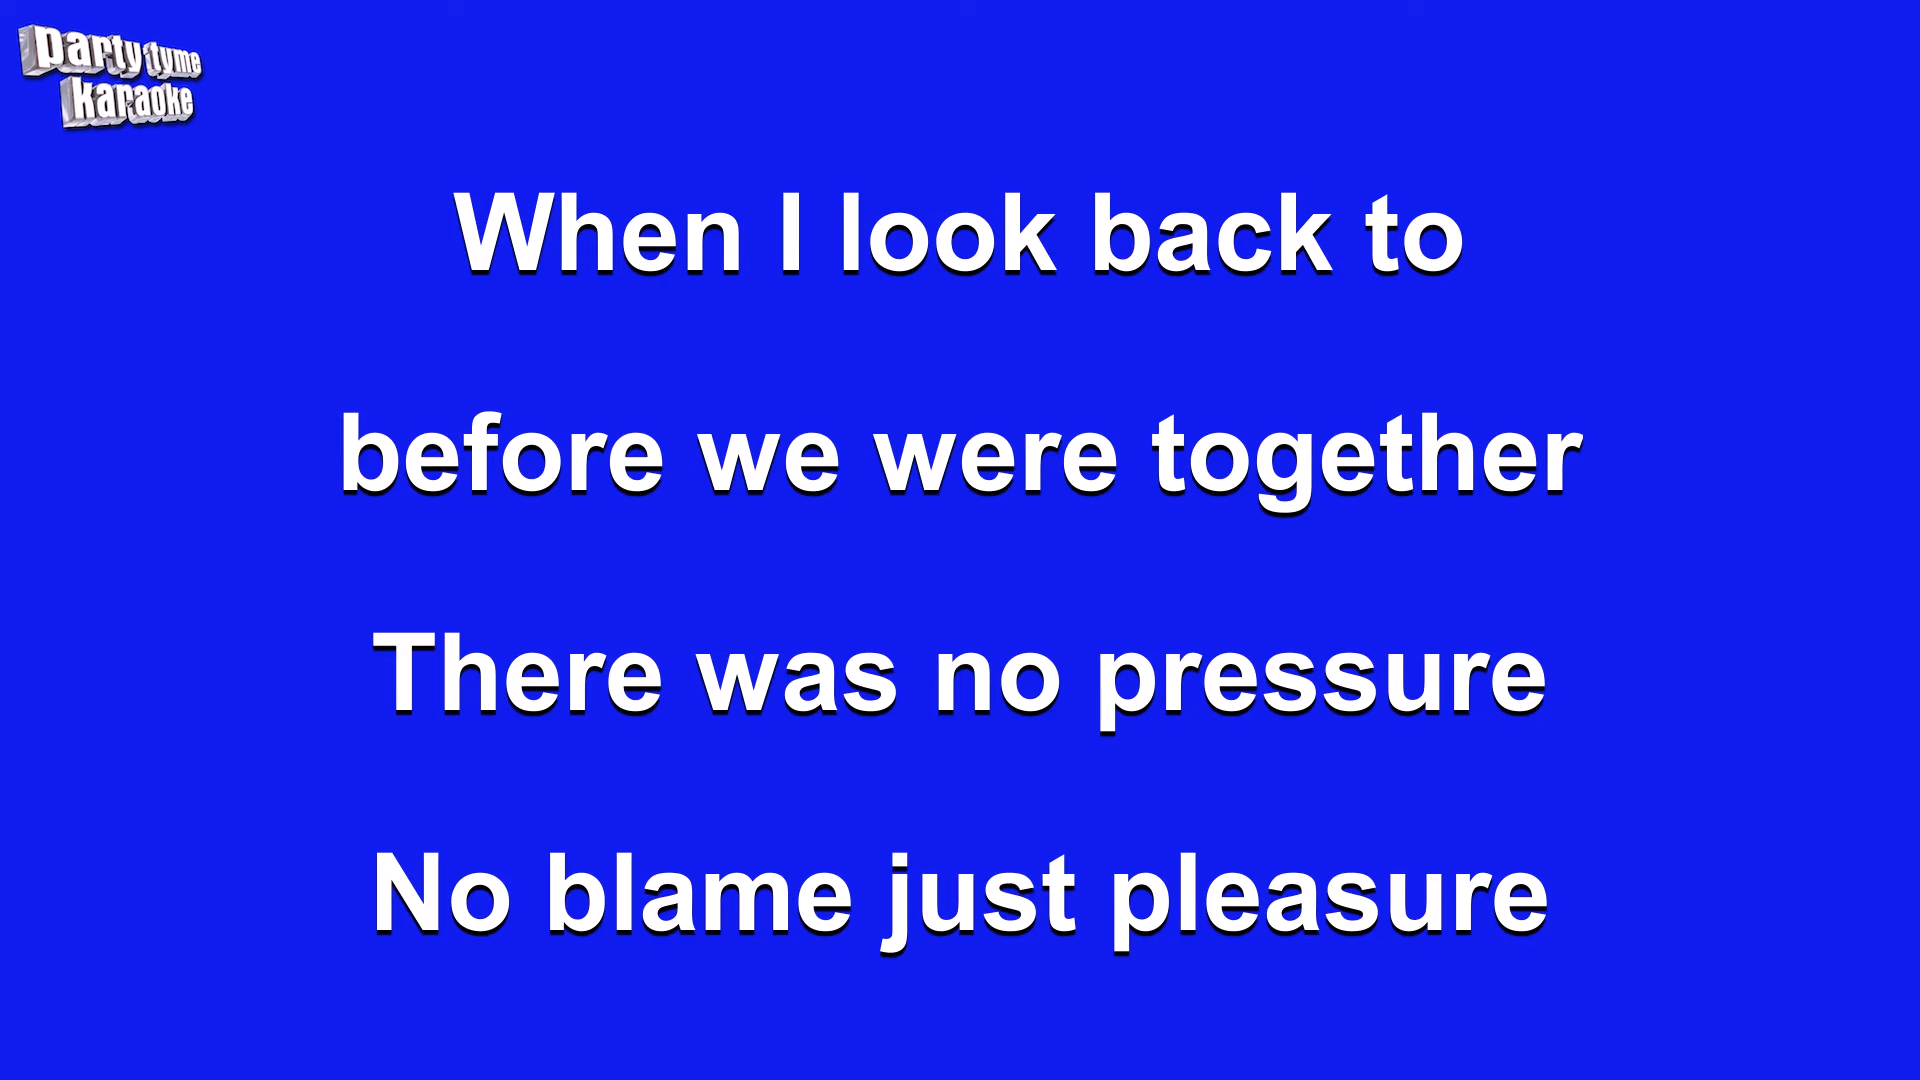 party tyme
karaoke
When I look back to
before we were together
There was no pressure
No blame just pleasure